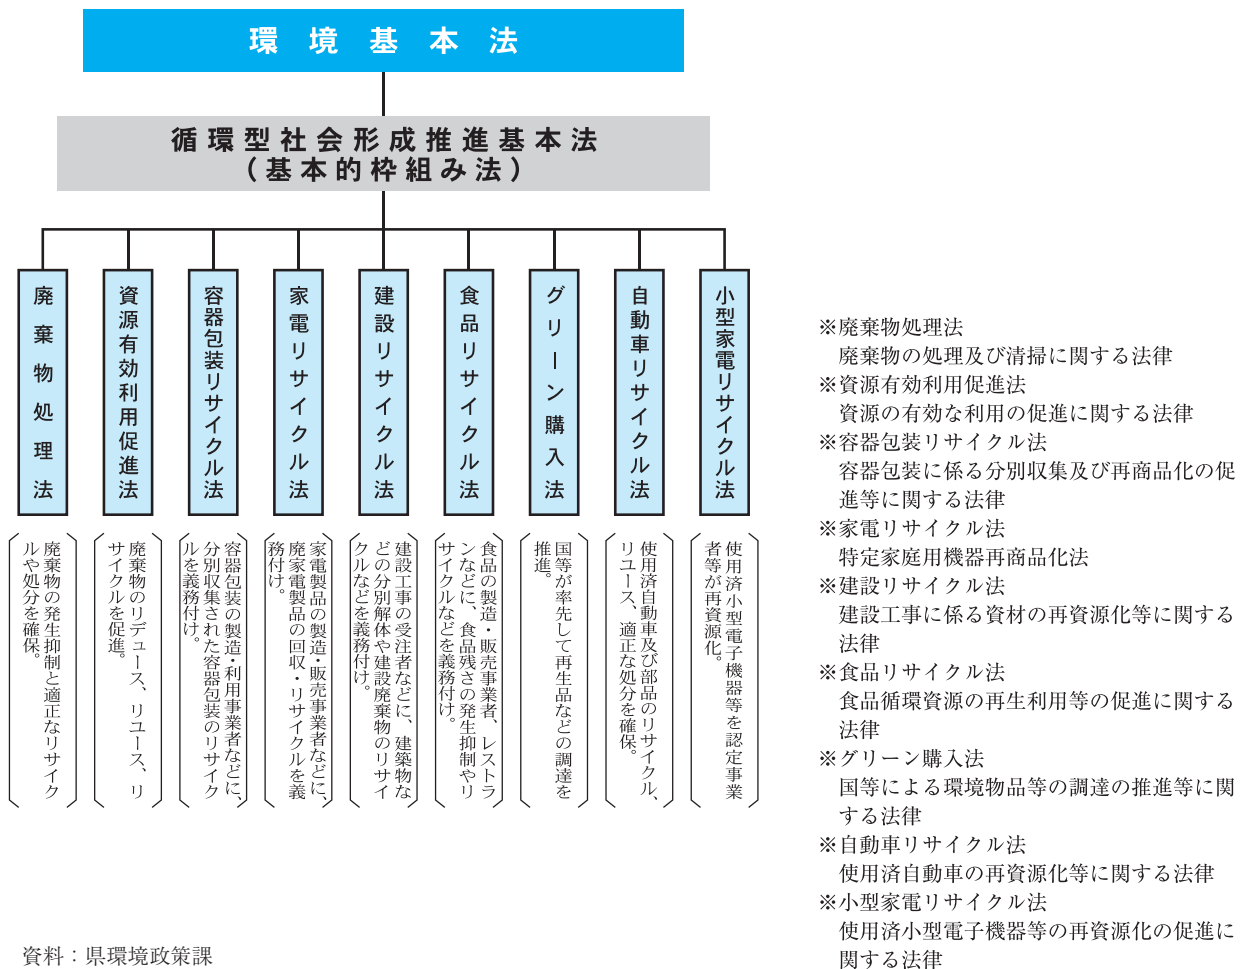 環境基本法
循環型社会形成推進基本法
(基本的枠組み法)
廃棄物処理法
資源有効利用促進法
容器包装リサイクル法
家電リサイクル法
建設リサイクル法
食品リサイクル法
グリーン購入法
自動車リサイクル法
小型家電リサイクル法
廃棄物の発生抑制と適正なリサイク
ルや処分を確保。
廃棄物のリデュース、リユース、リ
サイクルを促進。
容器包装の製造・利用事業者などに、
分別収集された容器包装のリサイク
ルを義務付け。
家電製品の製造・販売事業者などに、
廃家電製品の回収・リサイクルを義
務付け。
建設工事の受注者などに、建築物な
どの分別解体や建設廃棄物のリサイ
クルなどを義務付け。
食品の製造・販売事業者、レストラ
ンなどに、食品残さの発生抑制やリ
サイクルなどを義務付け。
国等が率先して再生品などの調達を
推進。
使用済自動車及び部品のリサイクル、
リユース、適正な処分を確保。
使用済小型電子機器等を認定事業
者等が再資源化。
※廃棄物処理法
廃棄物の処理及び清掃に関する法律
※資源有効利用促進法
資源の有効な利用の促進に関する法律
※容器包装リサイクル法
容器包装に係る分別収集及び再商品化の促
進等に関する法律
※家電リサイクル法
特定家庭用機器再商品化法
※建設リサイクル法
建設工事に係る資材の再資源化等に関する
法律
※食品リサイクル法
食品循環資源の再生利用等の促進に関する
法律
※グリーン購入法
国等による環境物品等の調達の推進等に関
する法律
※自動車リサイクル法
使用済自動車の再資源化等に関する法律
※小型家電リサイクル法
使用済小型電子機器等の再資源化の促進に
関する法律
資料：県環境政策課